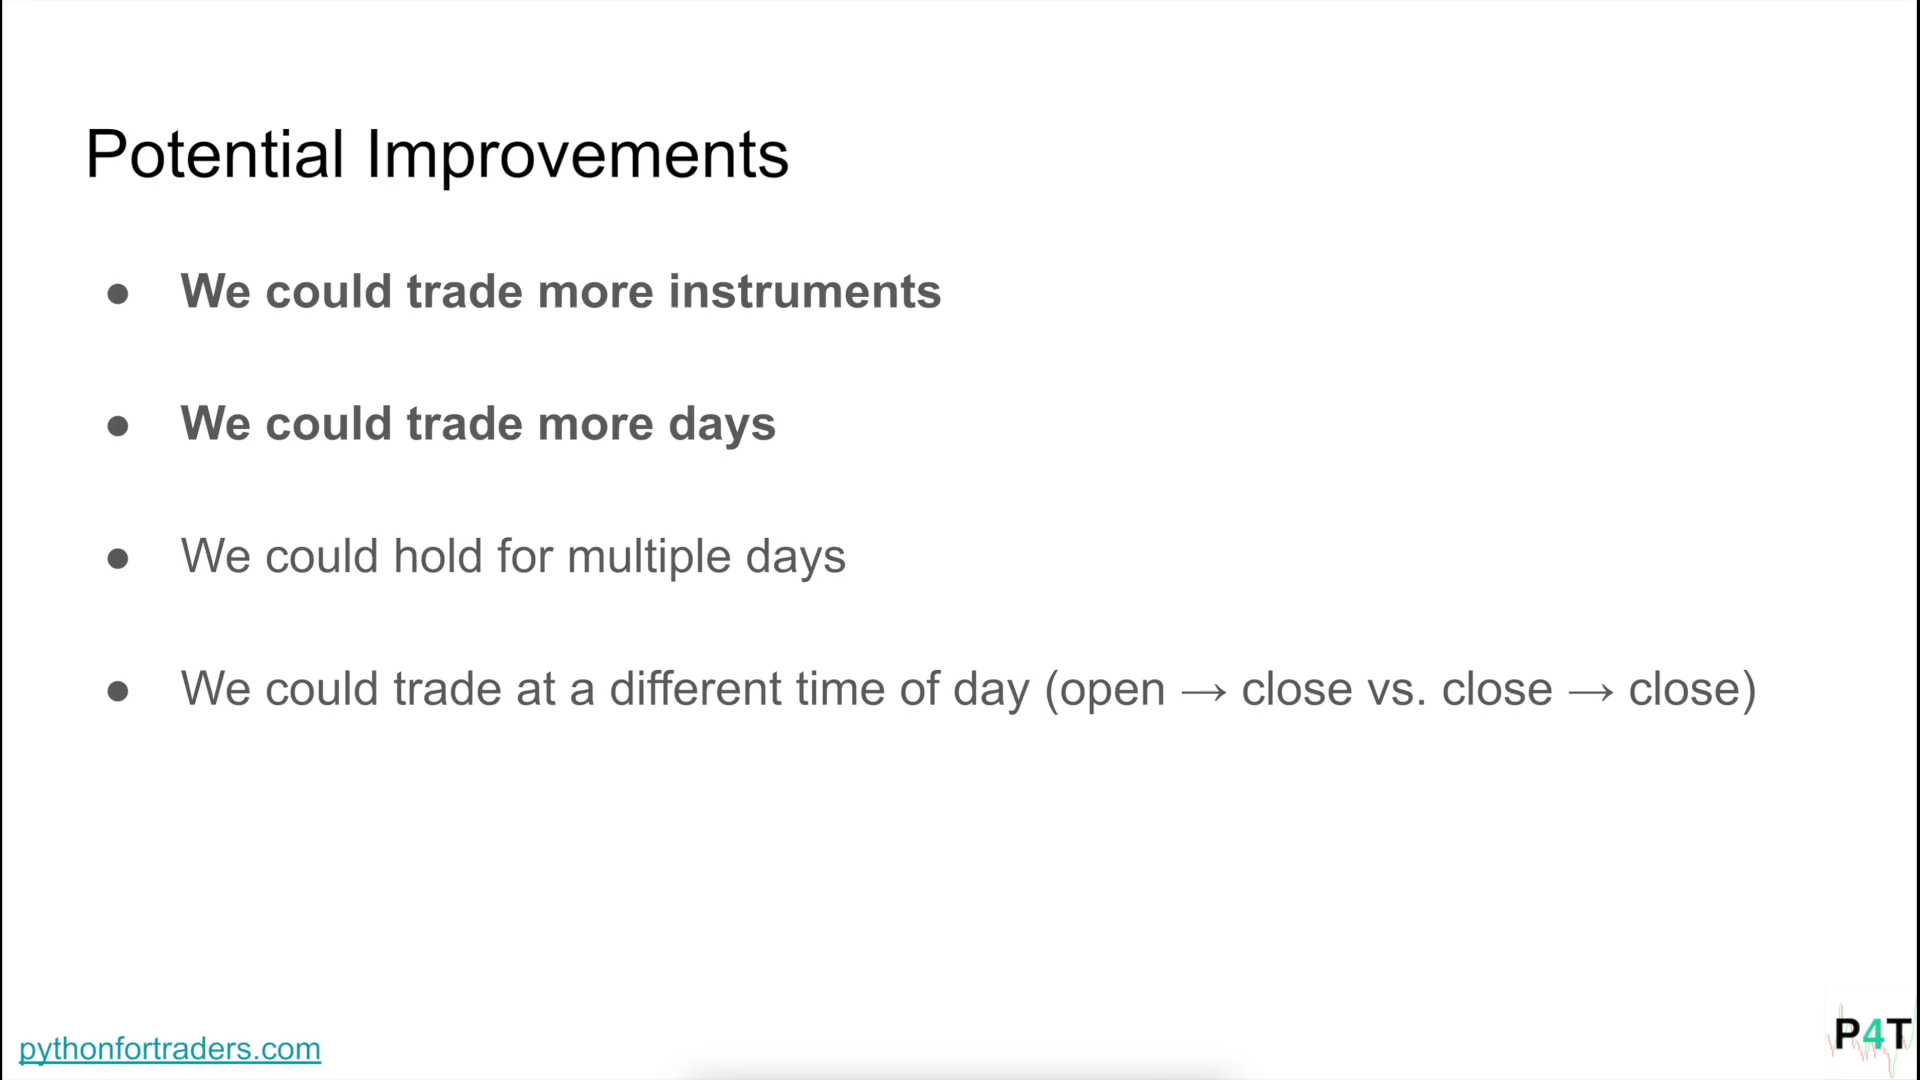 Potential Improvements
● We could trade more instruments
● We could trade more days
● We could hold for multiple days
● We could trade at a different time of day (open → close vs. close → close)
pythonfortraders.com
P4T